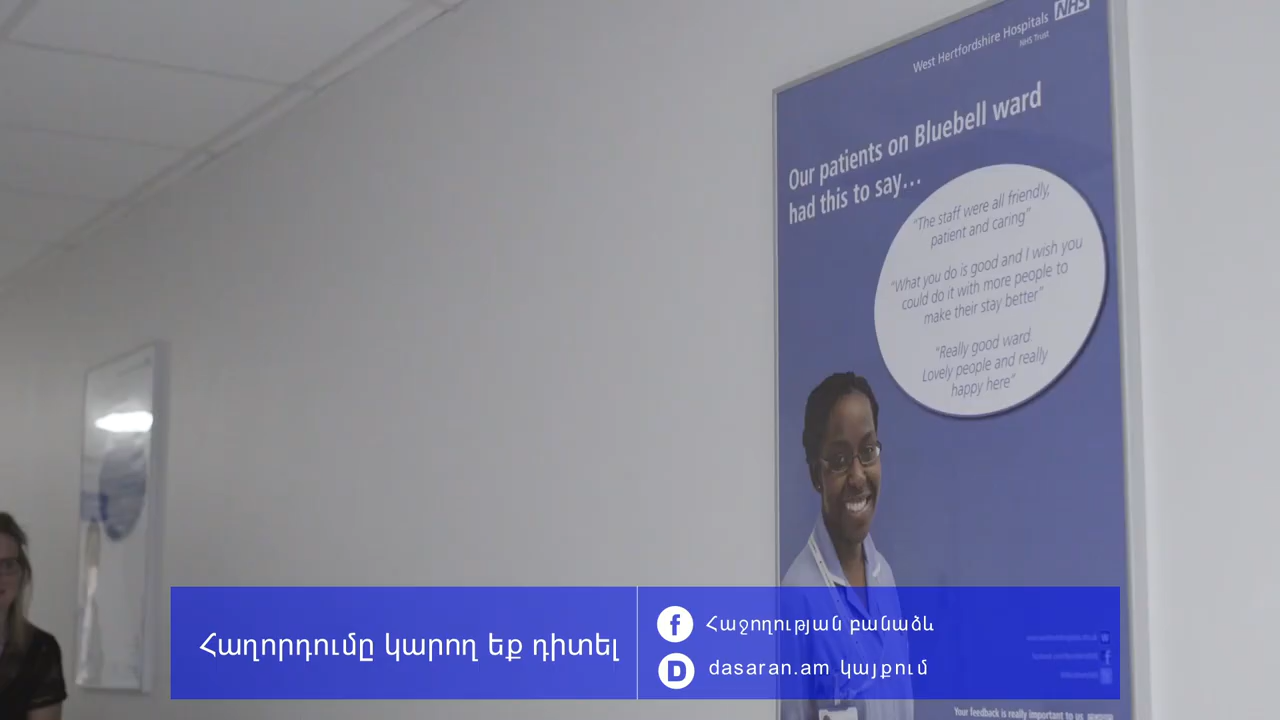 West Hertfordshire Hospitals NHS
NHS Trust
Our patients on Bluebell ward
had this to say...
"The staff were all friendly,
patient and caring"
"What you do is good and I wish you
could do it with more people to
make their stay better"
"Really good ward.
Lovely people and really
happy here"
Հաղորդումը կարող եք դիտել
f Հաջողության բանաձև
D dasaran.am կայքում
Your feedback is really important to us